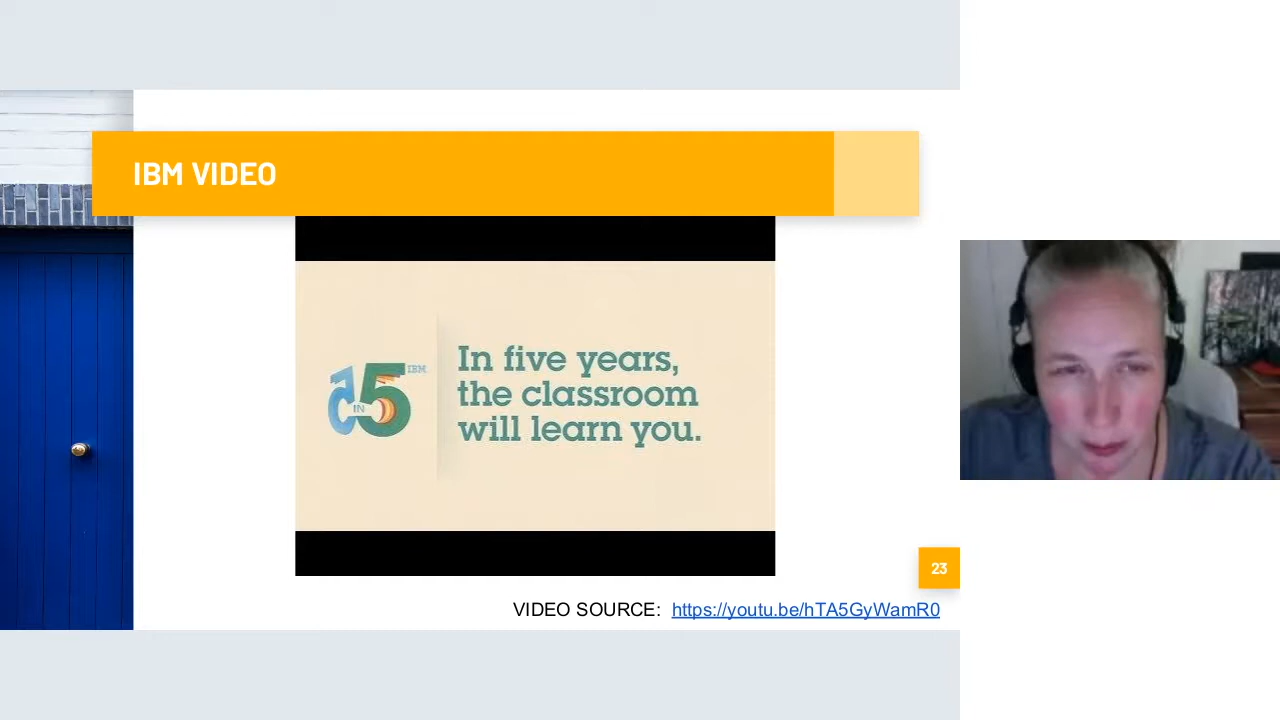 IBM VIDEO
5 IN 5 IBM
In five years,
the classroom
will learn you.
23
VIDEO SOURCE: https://youtu.be/hTA5GyWamR0